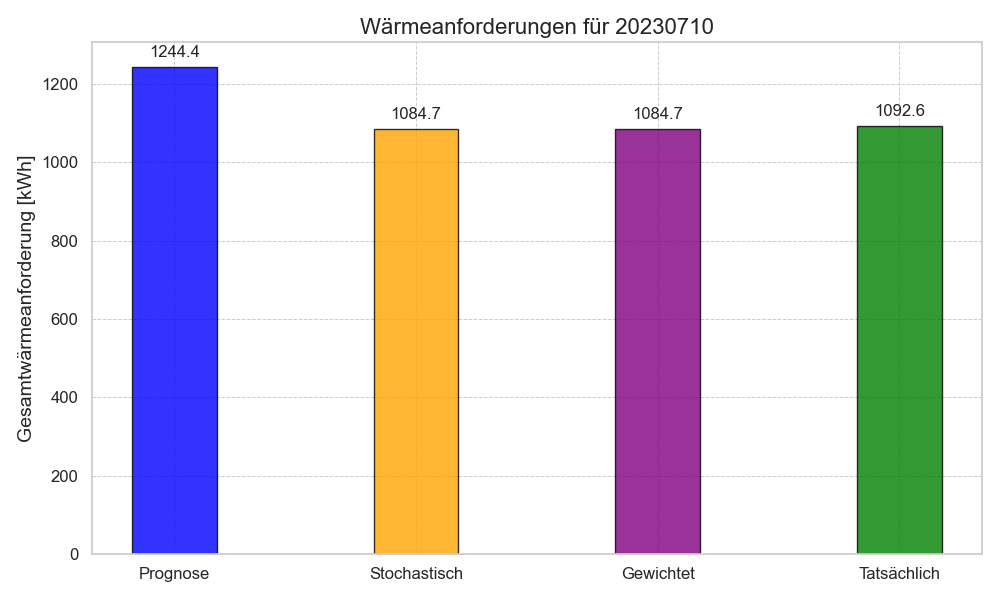 Wärmeanforderungen für 20230710
Gesamtwärmeanforderung [kWh]
1200
1000
800
600
400
200
0
1244.4
1084.7
1084.7
1092.6
Prognose
Stochastisch
Gewichtet
Tatsächlich